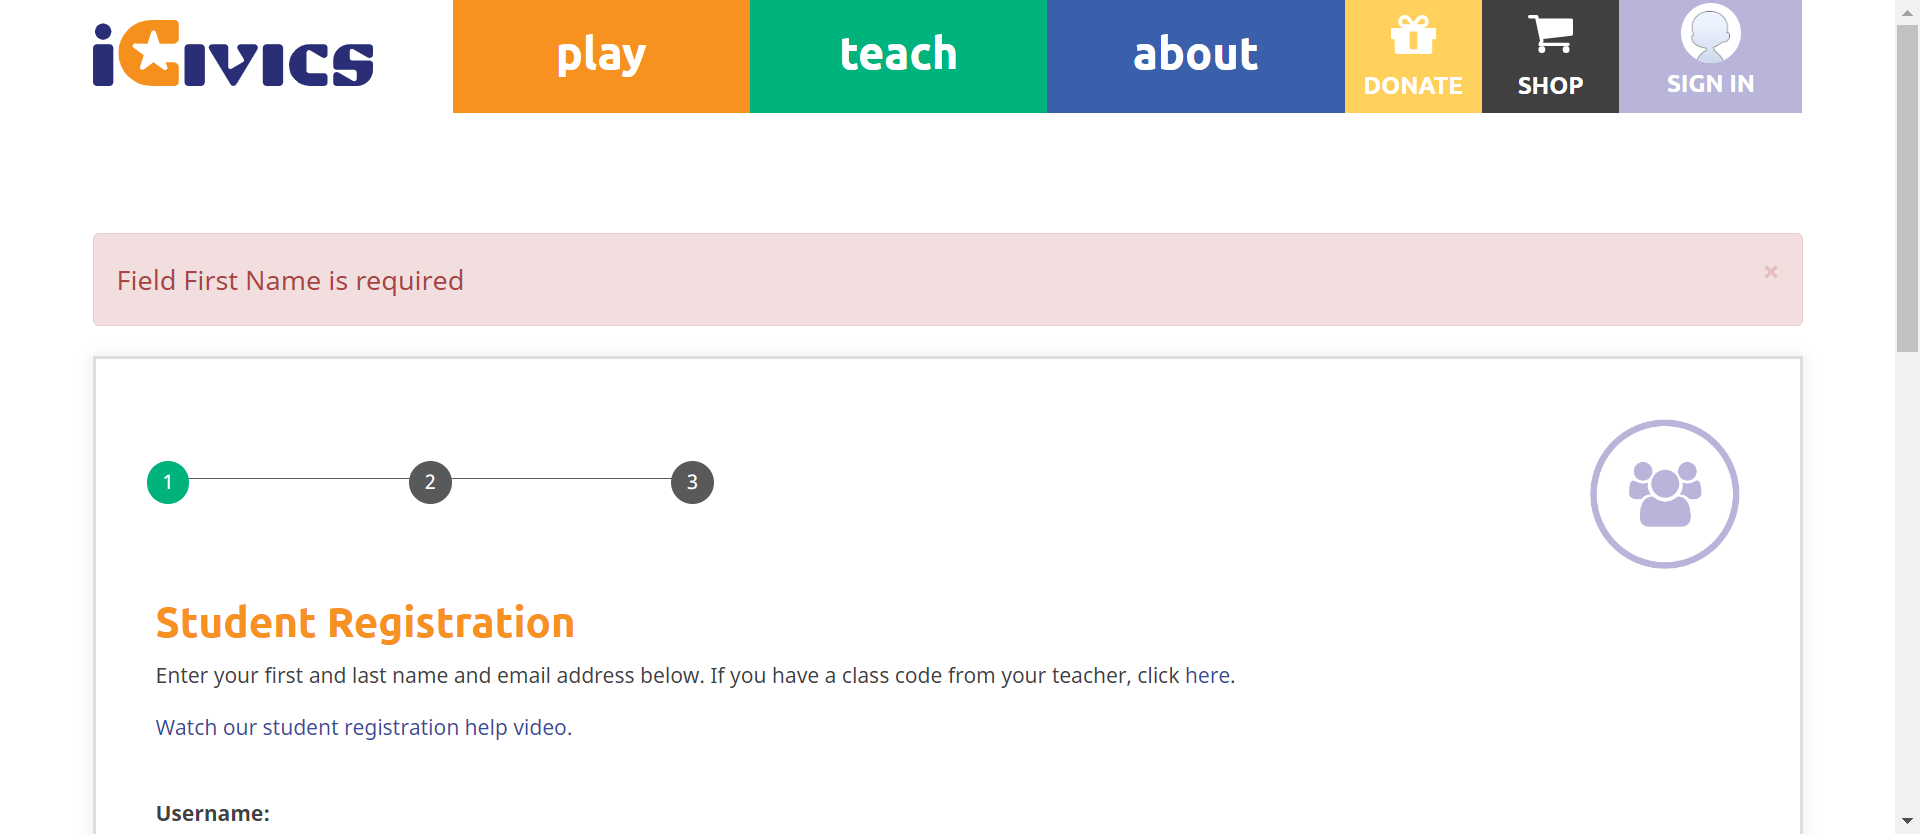 iCivics
play
teach
about
DONATE
SHOP
SIGN IN
Field First Name is required
×
1
2
3
Student Registration
Enter your first and last name and email address below. If you have a class code from your teacher, click here.
Watch our student registration help video.
Username: